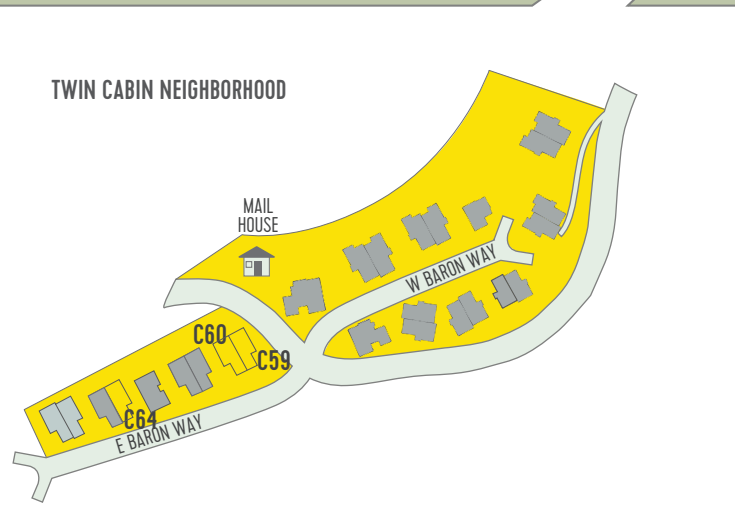 TWIN CABIN NEIGHBORHOOD
MAIL
HOUSE
W BARON WAY
C60
C59
C64
E BARON WAY